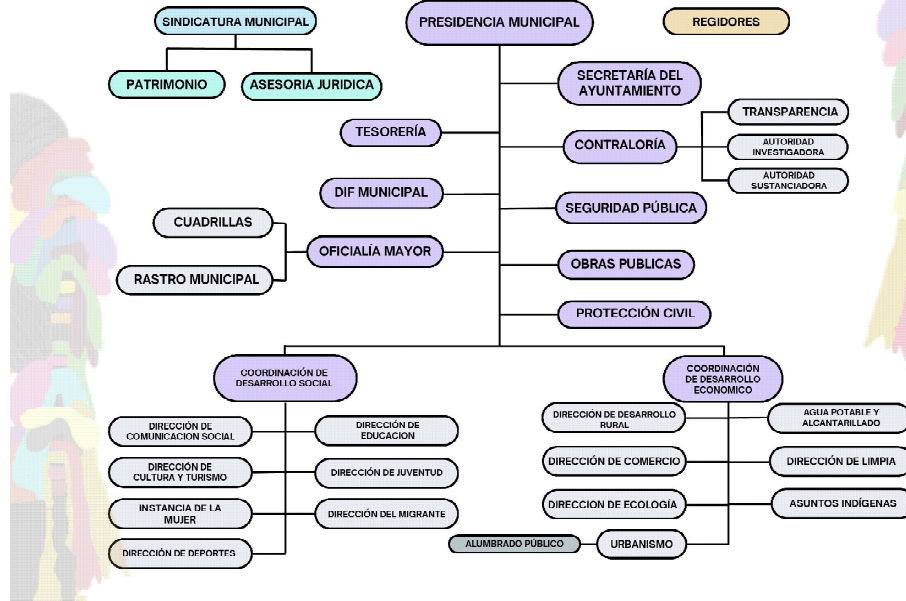 SINDICATURA MUNICIPAL
PRESIDENCIA MUNICIPAL
REGIDORES
PATRIMONIO
ASESORIA JURIDICA
SECRETARÍA DEL
AYUNTAMIENTO
TESORERÍA
CONTRALORÍA
TRANSPARENCIA
AUTORIDAD
INVESTIGADORA
AUTORIDAD
SUSTANCIADORA
DIF MUNICIPAL
SEGURIDAD PÚBLICA
CUADRILLAS
OFICIALÍA MAYOR
RASTRO MUNICIPAL
OBRAS PUBLICAS
PROTECCIÓN CIVIL
COORDINACIÓN DE
DESARROLLO SOCIAL
COORDINACIÓN
DE DESARROLLO
ECONOMICO
DIRECCIÓN DE
COMUNICACION SOCIAL
DIRECCIÓN DE
EDUCACION
DIRECCIÓN DE
CULTURA Y TURISMO
DIRECCIÓN DE JUVENTUD
INSTANCIA DE LA
MUJER
DIRECCIÓN DEL MIGRANTE
DIRECCIÓN DE DEPORTES
DIRECCIÓN DE DESARROLLO
RURAL
AGUA POTABLE Y
ALCANTARILLADO
DIRECCIÓN DE COMERCIO
DIRECCIÓN DE LIMPIA
DIRECCION DE ECOLOGÍA
ASUNTOS INDÍGENAS
ALUMBRADO PÚBLICO
URBANISMO